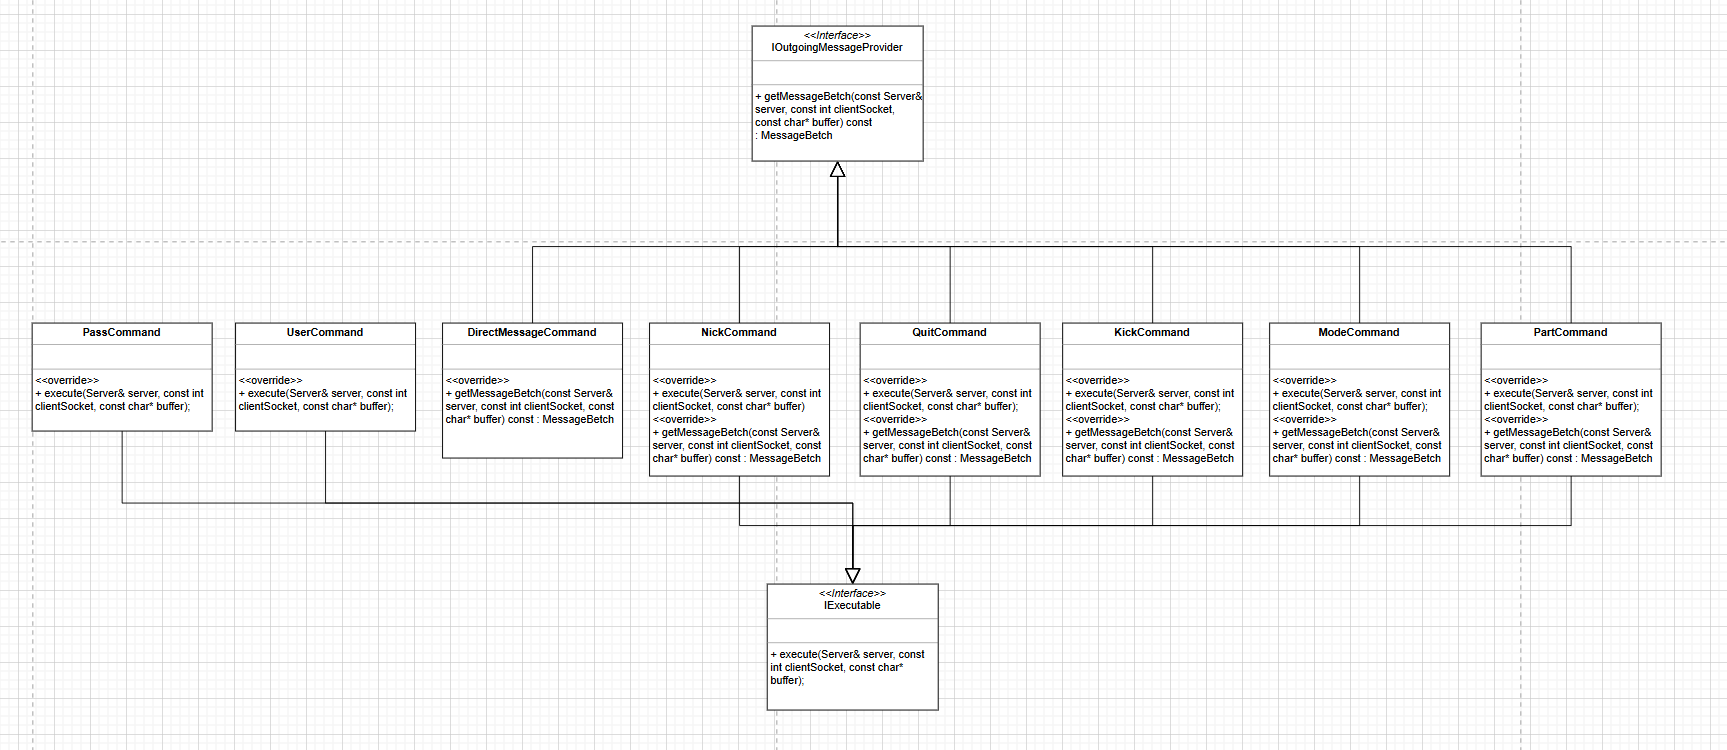 <<Interface>>
IOutgoingMessageProvider
+ getMessageBetch(const Server&
server, const int clientSocket,
const char* buffer) const
: MessageBetch
PassCommand
<<override>>
+ execute(Server& server, const int
clientSocket, const char* buffer);
UserCommand
<<override>>
+ execute(Server& server, const int
clientSocket, const char* buffer);
DirectMessageCommand
<<override>>
+ getMessageBetch(const Server&
server, const int clientSocket, const
char* buffer) const : MessageBetch
NickCommand
<<override>>
+ execute(Server& server, const int
clientSocket, const char* buffer)
<<override>>
+ getMessageBetch(const Server&
server, const int clientSocket, const
char* buffer) const : MessageBetch
QuitCommand
<<override>>
+ execute(Server& server, const int
clientSocket, const char* buffer);
<<override>>
+ getMessageBetch(const Server&
server, const int clientSocket, const
char* buffer) const : MessageBetch
KickCommand
<<override>>
+ execute(Server& server, const int
clientSocket, const char* buffer);
<<override>>
+ getMessageBetch(const Server&
server, const int clientSocket, const
char* buffer) const : MessageBetch
ModeCommand
<<override>>
+ execute(Server& server, const int
clientSocket, const char* buffer);
<<override>>
+ getMessageBetch(const Server&
server, const int clientSocket, const
char* buffer) const : MessageBetch
PartCommand
<<override>>
+ execute(Server& server, const int
clientSocket, const char* buffer);
<<override>>
+ getMessageBetch(const Server&
server, const int clientSocket, const
char* buffer) const : MessageBetch
<<Interface>>
IExecutable
+ execute(Server& server, const
int clientSocket, const char*
buffer);